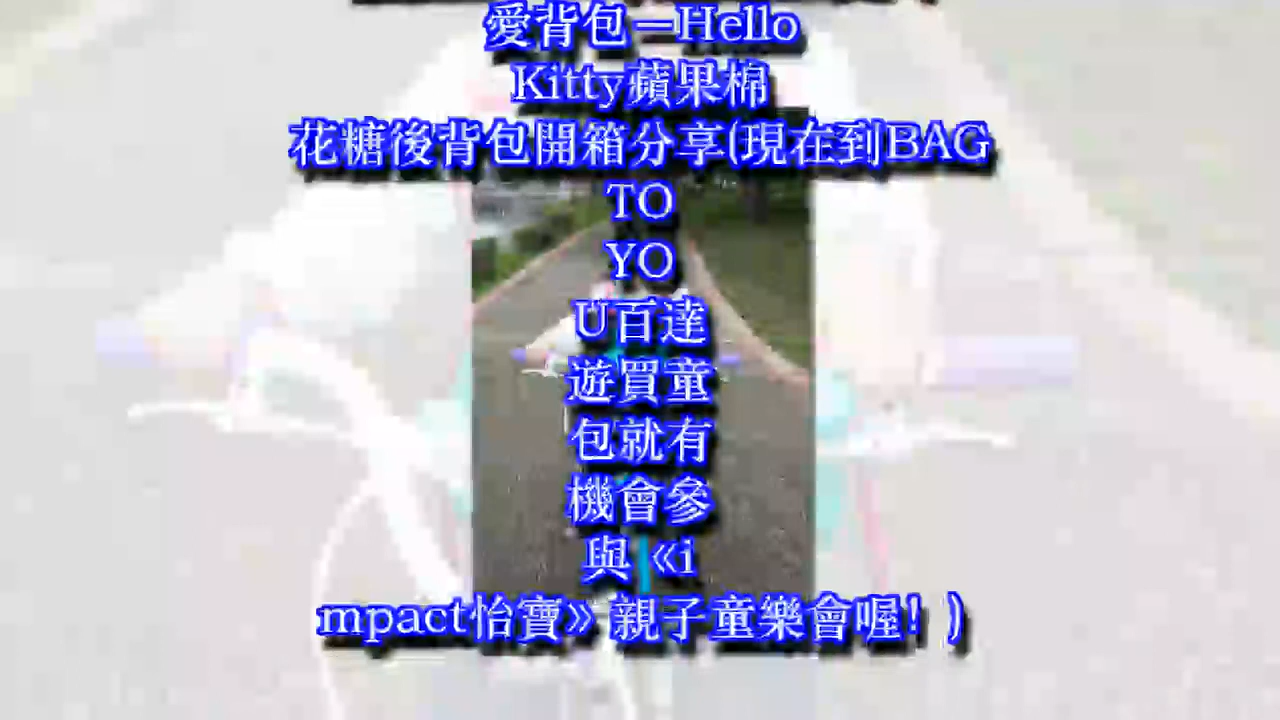 愛背包—Hello
Kitty蘋果棉
花糖後背包開箱分享(現在到BAG
TO
YO
U百達
遊買童
包就有
機會參
與《i
mpact怡寶》親子童樂會喔！)